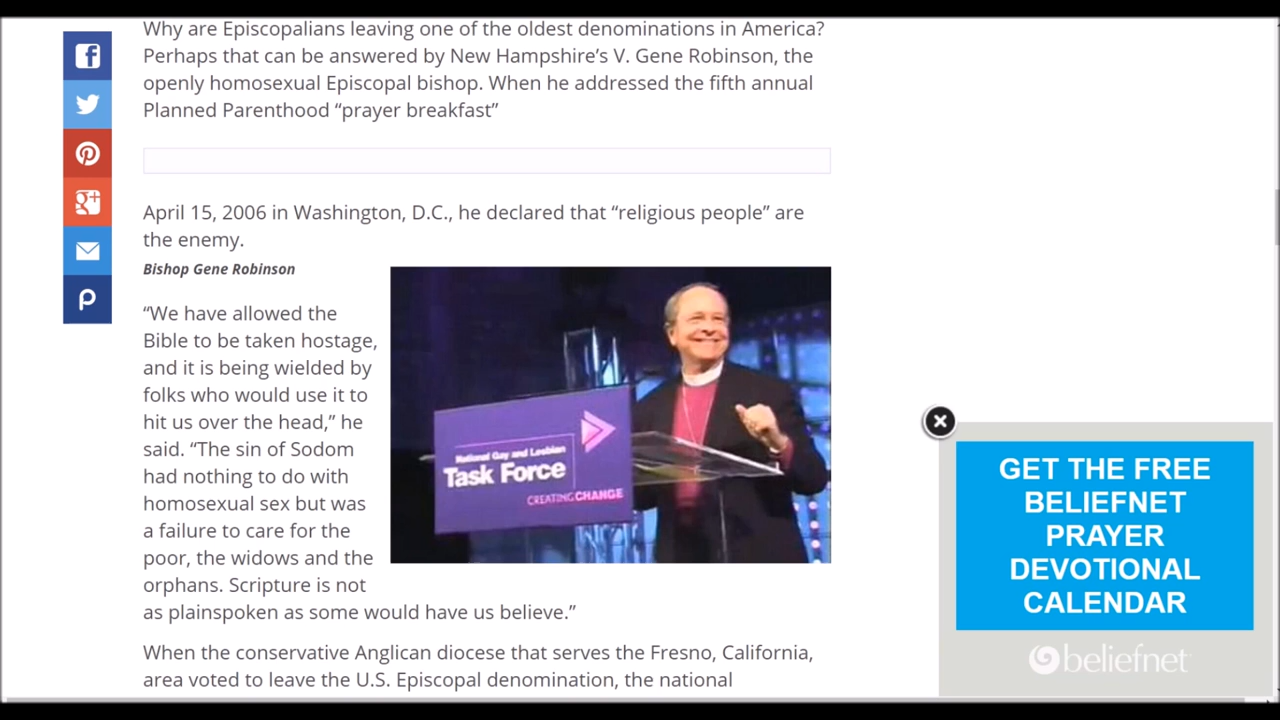 Why are Episcopalians leaving one of the oldest denominations in America?
Perhaps that can be answered by New Hampshire’s V. Gene Robinson, the
openly homosexual Episcopal bishop. When he addressed the fifth annual
Planned Parenthood “prayer breakfast”
April 15, 2006 in Washington, D.C., he declared that “religious people” are
the enemy.
Bishop Gene Robinson
“We have allowed the
Bible to be taken hostage,
and it is being wielded by
folks who would use it to
hit us over the head,” he
said. “The sin of Sodom
had nothing to do with
homosexual sex but was
a failure to care for the
poor, the widows and the
orphans. Scripture is not
as plainspoken as some would have us believe.”
National Gay and Lesbian
Task Force
CREATING CHANGE
When the conservative Anglican diocese that serves the Fresno, California,
area voted to leave the U.S. Episcopal denomination, the national
GET THE FREE
BELIEFNET
PRAYER
DEVOTIONAL
CALENDAR
beliefnet